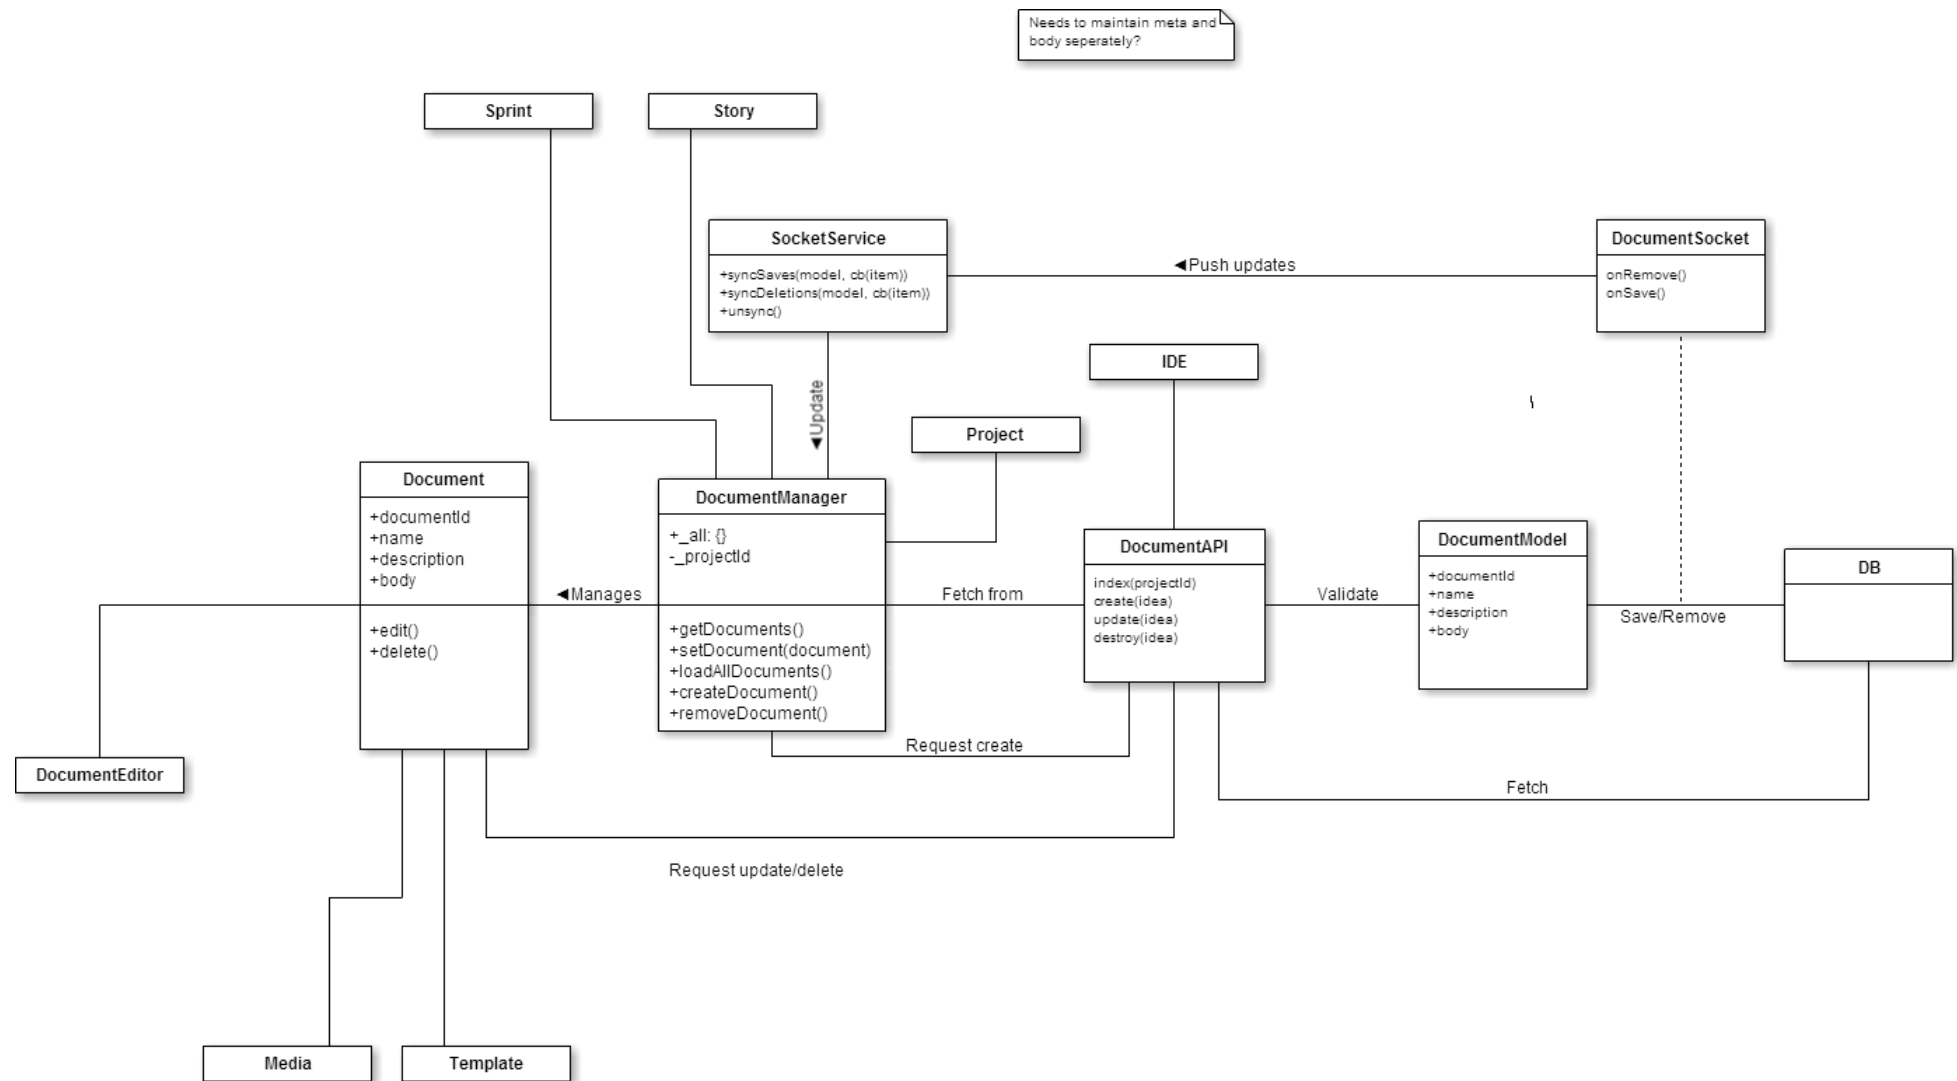 Needs to maintain meta and
body seperately?
Sprint
Story
SocketService
+syncSaves(model, cb(item))
+syncDeletions(model, cb(item))
+unsync()
◄Push updates
DocumentSocket
onRemove()
onSave()
IDE
◄Update
Project
Document
+documentId
+name
+description
+body
+edit()
+delete()
◄Manages
DocumentManager
+_all: {}
-_projectId
+getDocuments()
+setDocument(document)
+loadAllDocuments()
+createDocument()
+removeDocument()
Fetch from
DocumentAPI
index(projectId)
create(idea)
update(idea)
destroy(idea)
Validate
DocumentModel
+documentId
+name
+description
+body
Save/Remove
DB
DocumentEditor
Request create
Fetch
Request update/delete
Media
Template